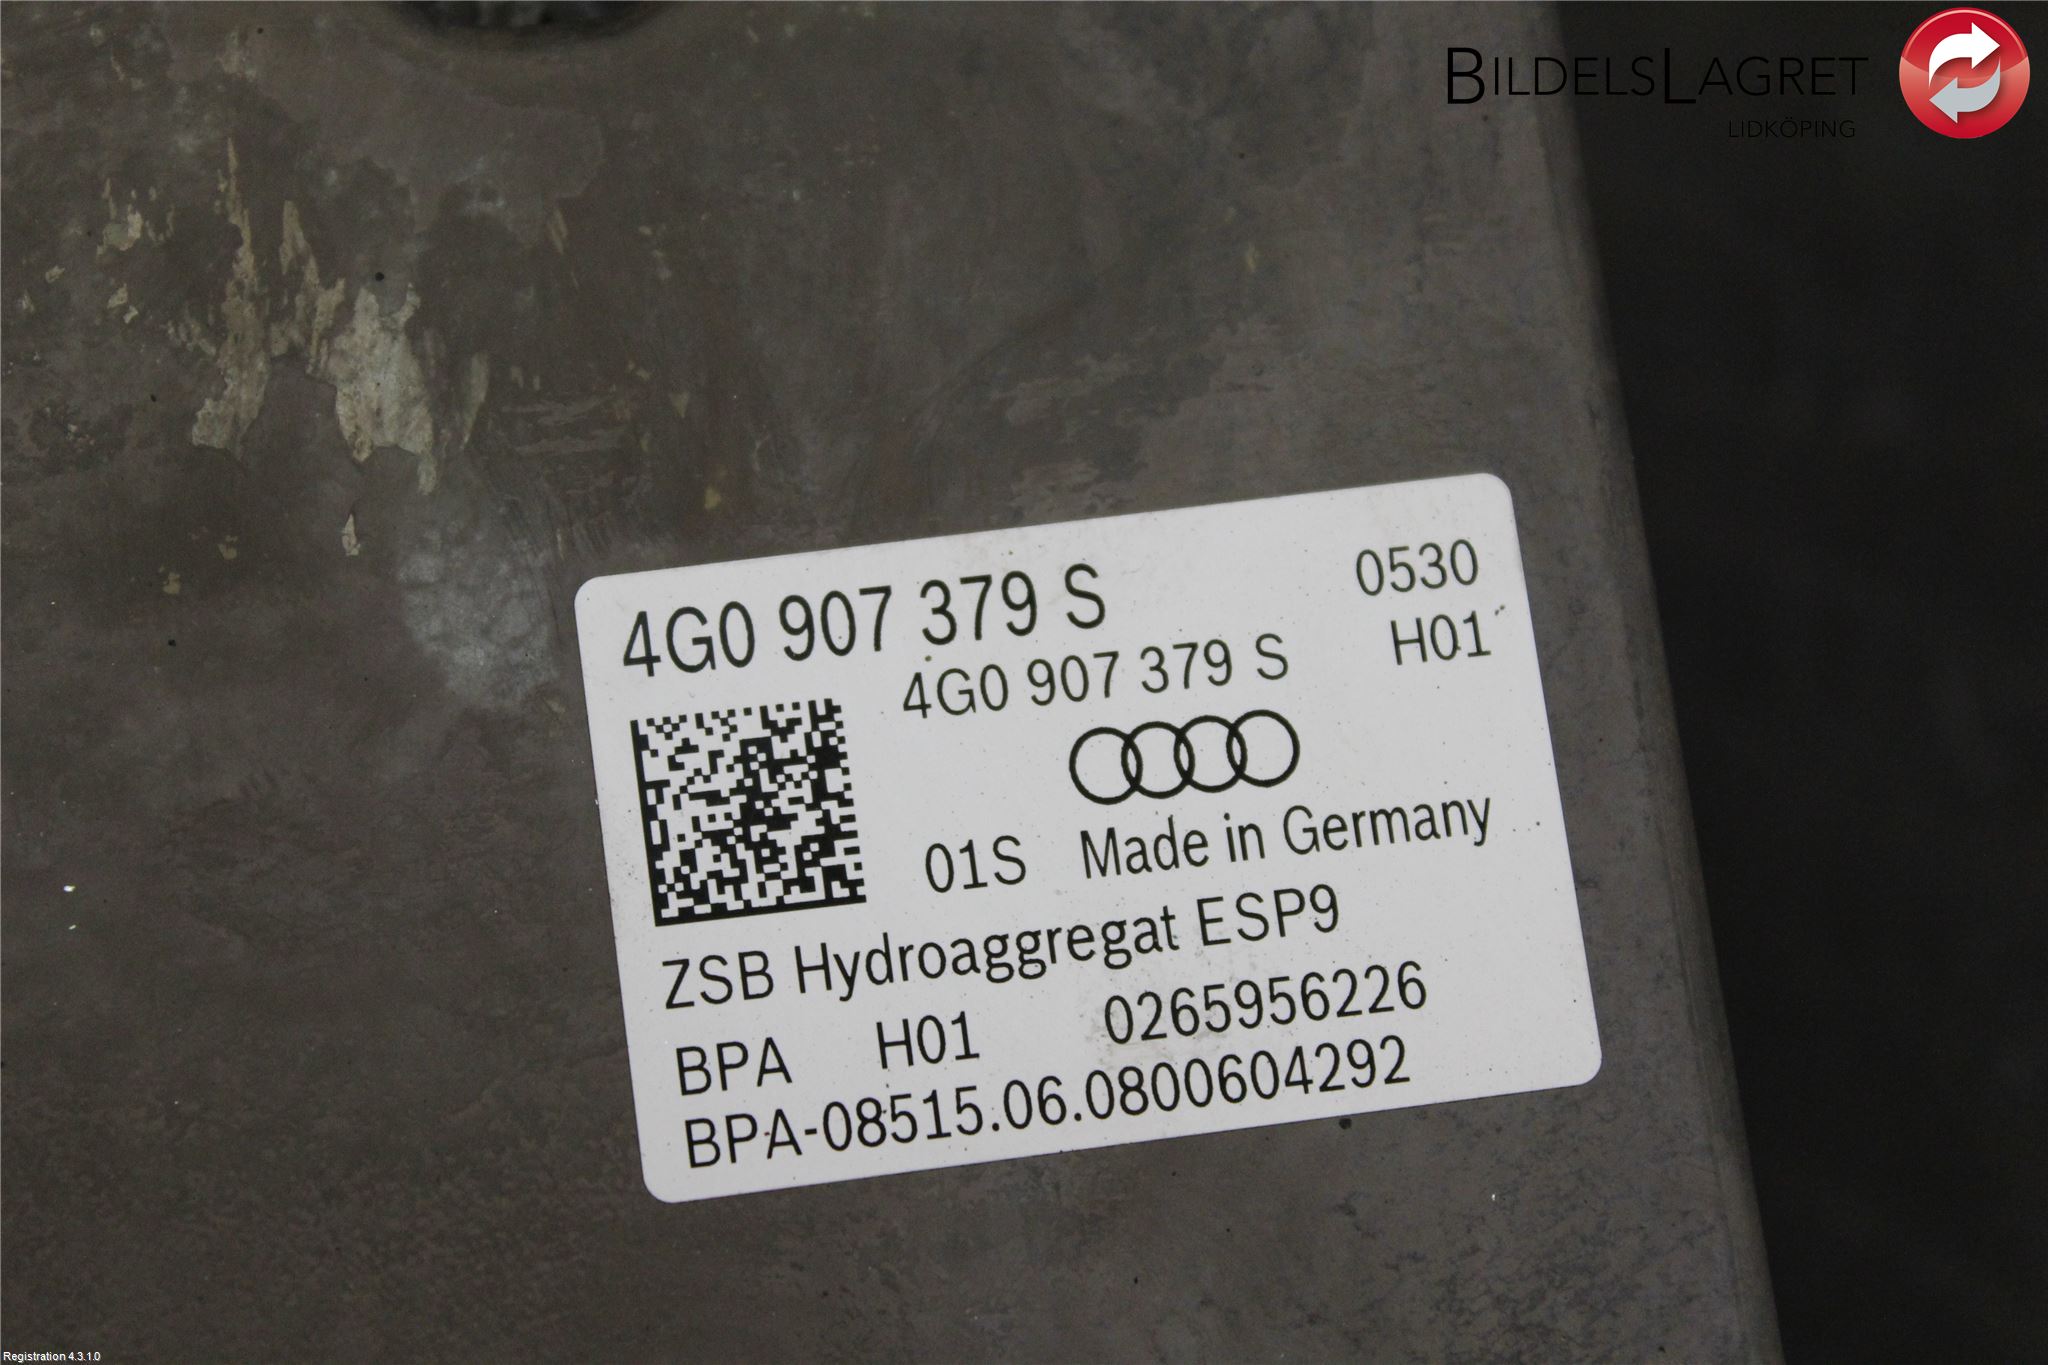 BILDELSLAGRET
LIDKÖPING
4G0 907 379 S
0530
4G0 907 379 S
H01
01S Made in Germany
ZSB Hydroaggregat ESP9
BPA H01 0265956226
BPA-08515.06.0800604292
Registration 4.3.1.0